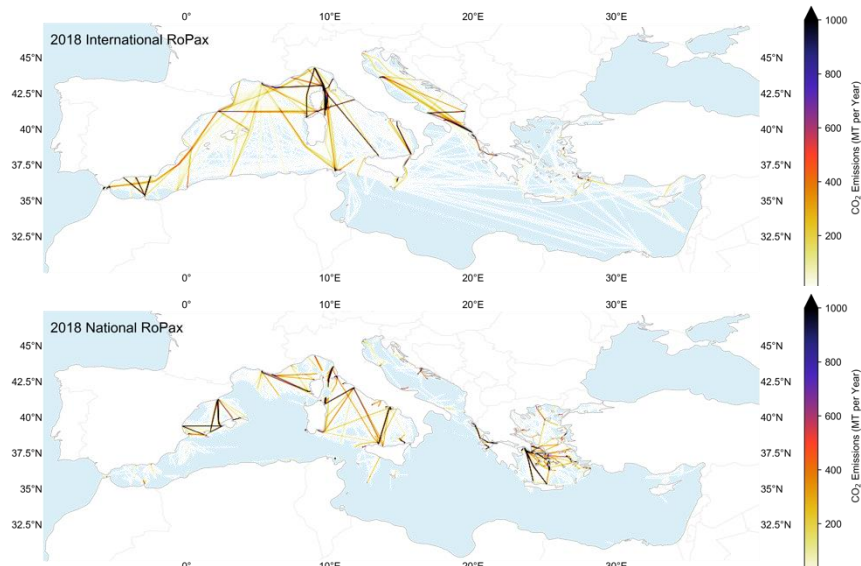 0° 10°E 20°E 30°E
1000
2018 International RoPax
45°N 45°N
42.5°N 42.5°N
800
40°N 40°N
600
37.5°N 37.5°N
400
35°N 35°N
200
32.5°N 32.5°N
CO₂ Emissions (MT per Year)
0° 10°E 20°E 30°E
0° 10°E 20°E 30°E
1000
2018 National RoPax
45°N 45°N
42.5°N 42.5°N
800
40°N 40°N
600
37.5°N 37.5°N
400
35°N 35°N
200
32.5°N 32.5°N
CO₂ Emissions (MT per Year)